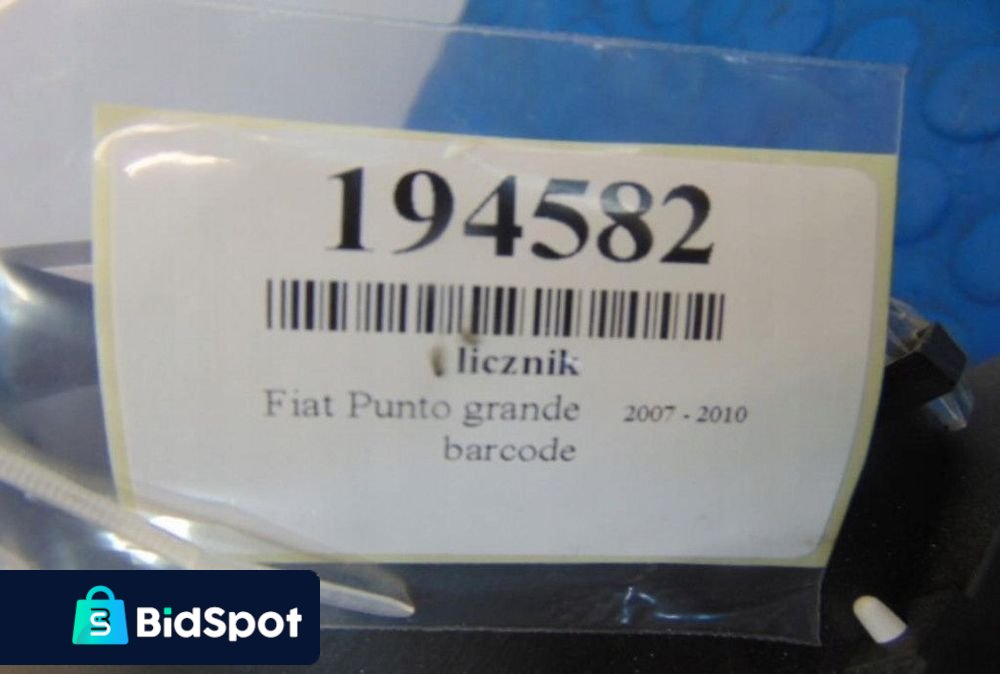 194582
licznik
Fiat Punto grande 2007 - 2010
barcode
BidSpot